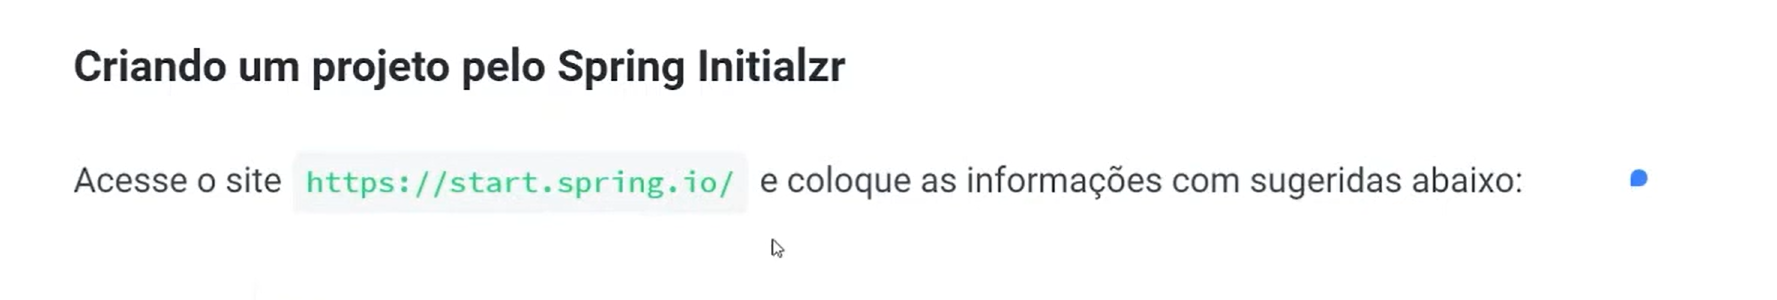 Criando um projeto pelo Spring Initialzr
Acesse o site https://start.spring.io/ e coloque as informações com sugeridas abaixo: